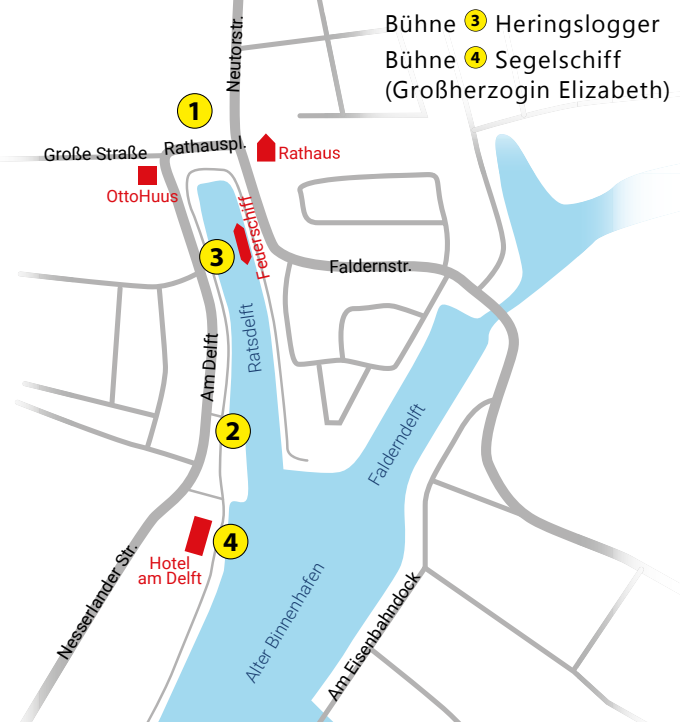 Bühne 3 Heringslogger
Bühne 4 Segelschiff
(Großherzogin Elizabeth)
Neutorstr.
1
Große Straße
Rathauspl.
Rathaus
OttoHuus
Feuerschiff
3
Faldernstr.
Ratsdelft
Am Delft
2
Falderndelft
4
Hotel
am Delft
Nesserlander Str.
Alter Binnenhafen
Am Eisenbahndock